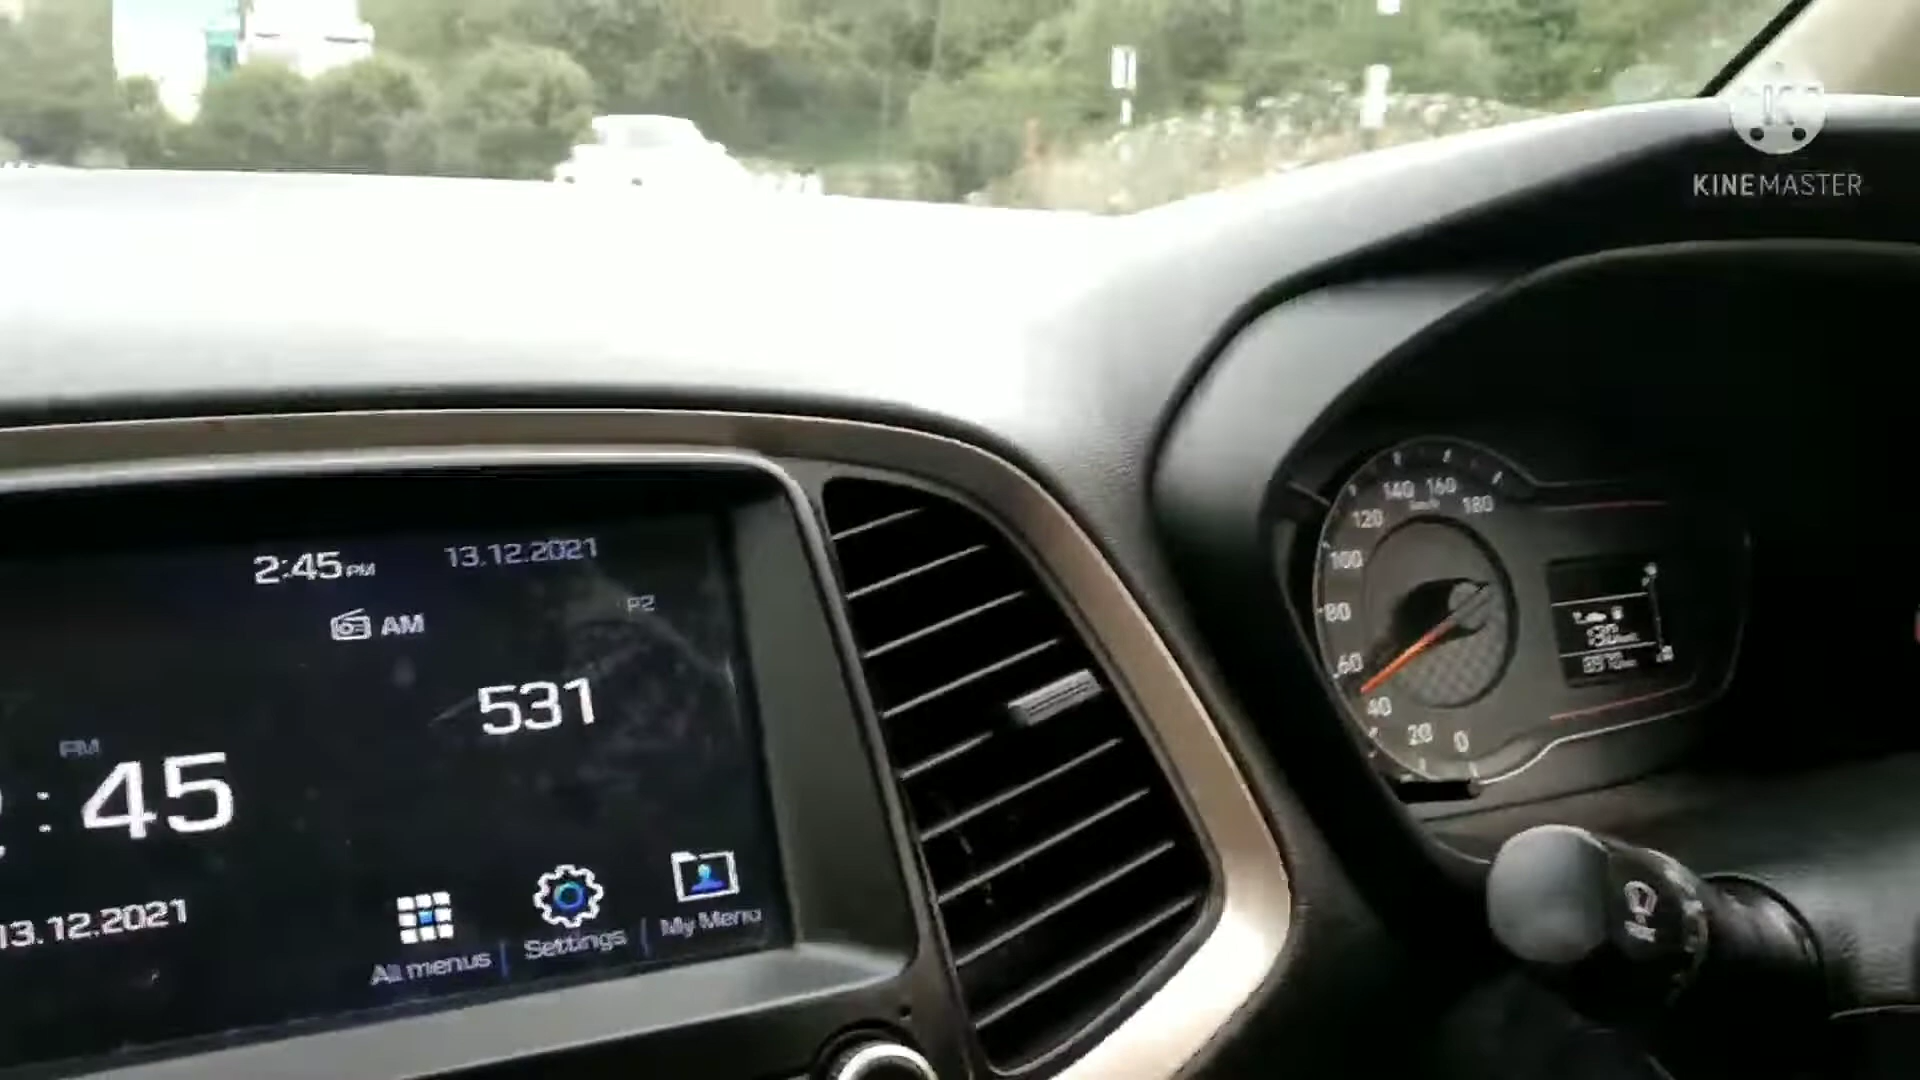 KINEMASTER
2:45 PM 13.12.2021
P2
AM
531
PM
: 45
13.12.2021
All menus
Settings
My Menu
180
160
140
120
100
80
60
40
20
0